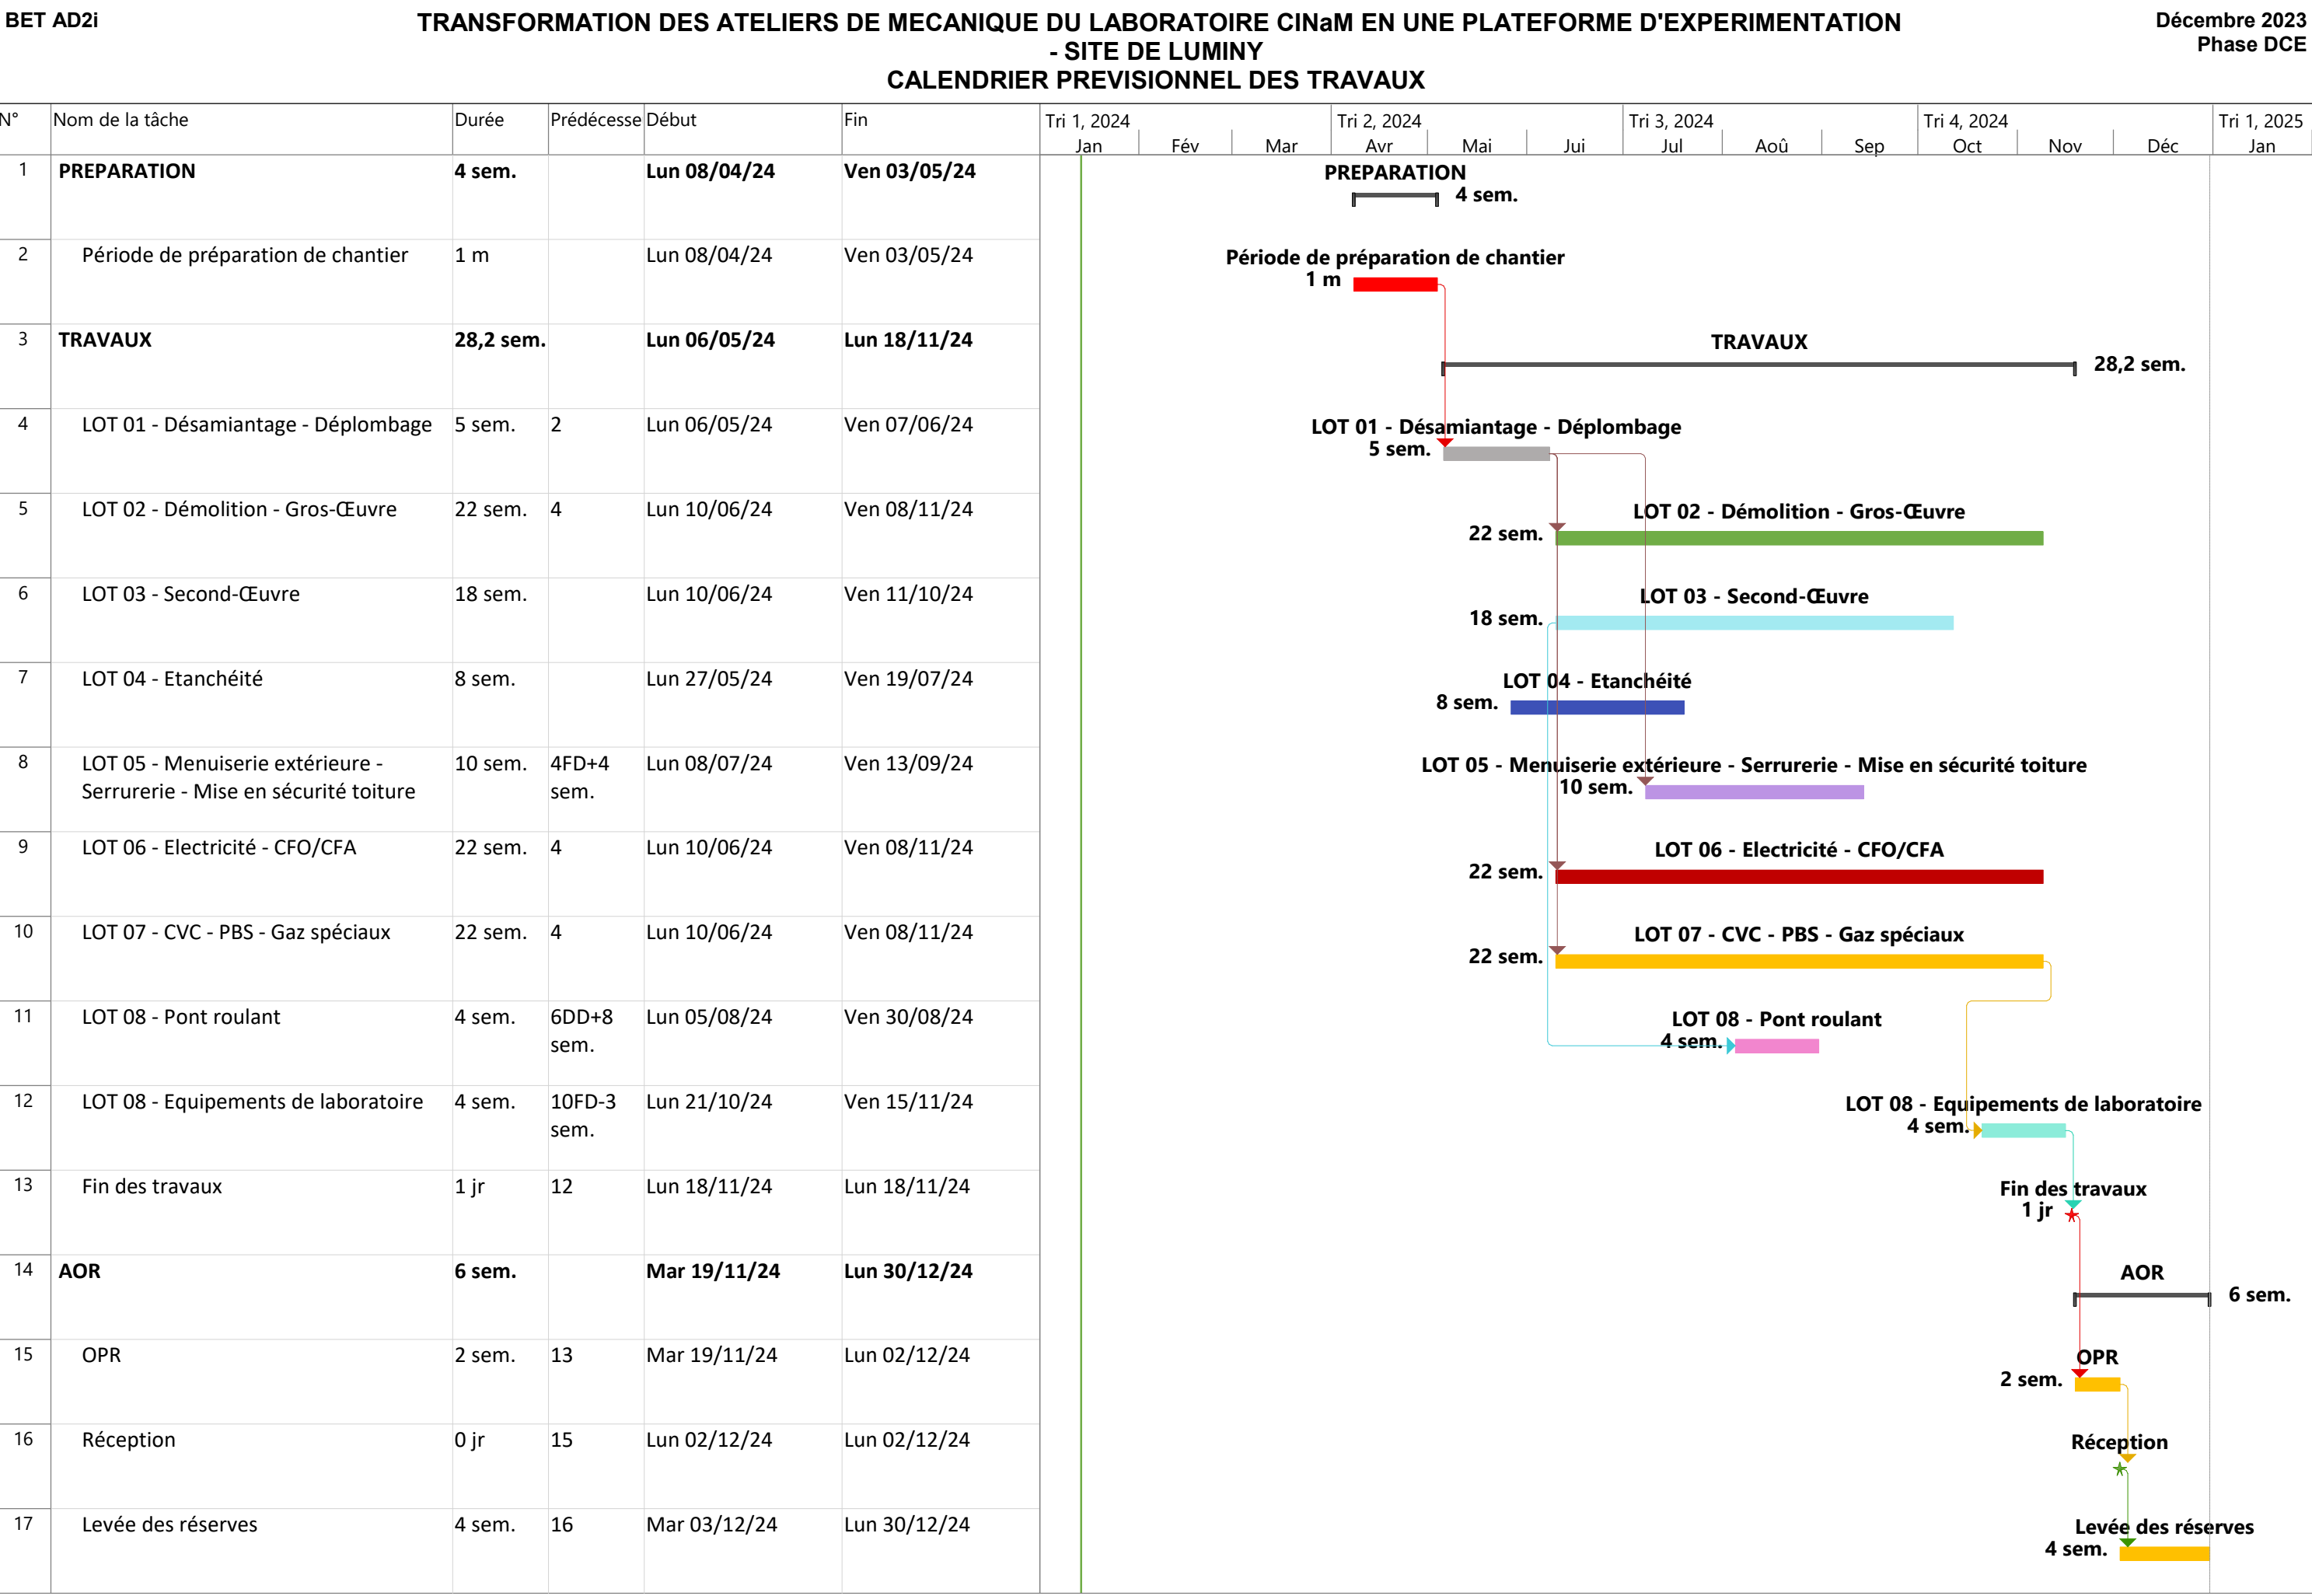 BET AD2i
TRANSFORMATION DES ATELIERS DE MECANIQUE DU LABORATOIRE CINaM EN UNE PLATEFORME D'EXPERIMENTATION
- SITE DE LUMINY
CALENDRIER PREVISIONNEL DES TRAVAUX
Décembre 2023
Phase DCE
N° Nom de la tâche Durée Prédécesse Début Fin
Tri 1, 2024 Tri 2, 2024 Tri 3, 2024 Tri 4, 2024 Tri 1, 2025
Jan Fév Mar Avr Mai Jui Jul Aoû Sep Oct Nov Déc Jan
1 PREPARATION 4 sem. Lun 08/04/24 Ven 03/05/24
PREPARATION
4 sem.
2 Période de préparation de chantier 1 m Lun 08/04/24 Ven 03/05/24
Période de préparation de chantier
1 m
3 TRAVAUX 28,2 sem. Lun 06/05/24 Lun 18/11/24
TRAVAUX
28,2 sem.
4 LOT 01 - Désamiantage - Déplombage 5 sem. 2 Lun 06/05/24 Ven 07/06/24
LOT 01 - Désamiantage - Déplombage
5 sem.
5 LOT 02 - Démolition - Gros-Œuvre 22 sem. 4 Lun 10/06/24 Ven 08/11/24
LOT 02 - Démolition - Gros-Œuvre
22 sem.
6 LOT 03 - Second-Œuvre 18 sem. Lun 10/06/24 Ven 11/10/24
LOT 03 - Second-Œuvre
18 sem.
7 LOT 04 - Etanchéité 8 sem. Lun 27/05/24 Ven 19/07/24
LOT 04 - Etanchéité
8 sem.
8 LOT 05 - Menuiserie extérieure - 10 sem. 4FD+4 Lun 08/07/24 Ven 13/09/24
Serrurerie - Mise en sécurité toiture sem.
LOT 05 - Menuiserie extérieure - Serrurerie - Mise en sécurité toiture
10 sem.
9 LOT 06 - Electricité - CFO/CFA 22 sem. 4 Lun 10/06/24 Ven 08/11/24
LOT 06 - Electricité - CFO/CFA
22 sem.
10 LOT 07 - CVC - PBS - Gaz spéciaux 22 sem. 4 Lun 10/06/24 Ven 08/11/24
LOT 07 - CVC - PBS - Gaz spéciaux
22 sem.
11 LOT 08 - Pont roulant 4 sem. 6DD+8 Lun 05/08/24 Ven 30/08/24
sem.
LOT 08 - Pont roulant
4 sem.
12 LOT 08 - Equipements de laboratoire 4 sem. 10FD-3 Lun 21/10/24 Ven 15/11/24
sem.
LOT 08 - Equipements de laboratoire
4 sem.
13 Fin des travaux 1 jr 12 Lun 18/11/24 Lun 18/11/24
Fin des travaux
1 jr
14 AOR 6 sem. Mar 19/11/24 Lun 30/12/24
AOR
6 sem.
15 OPR 2 sem. 13 Mar 19/11/24 Lun 02/12/24
OPR
2 sem.
16 Réception 0 jr 15 Lun 02/12/24 Lun 02/12/24
Réception
17 Levée des réserves 4 sem. 16 Mar 03/12/24 Lun 30/12/24
Levée des réserves
4 sem.